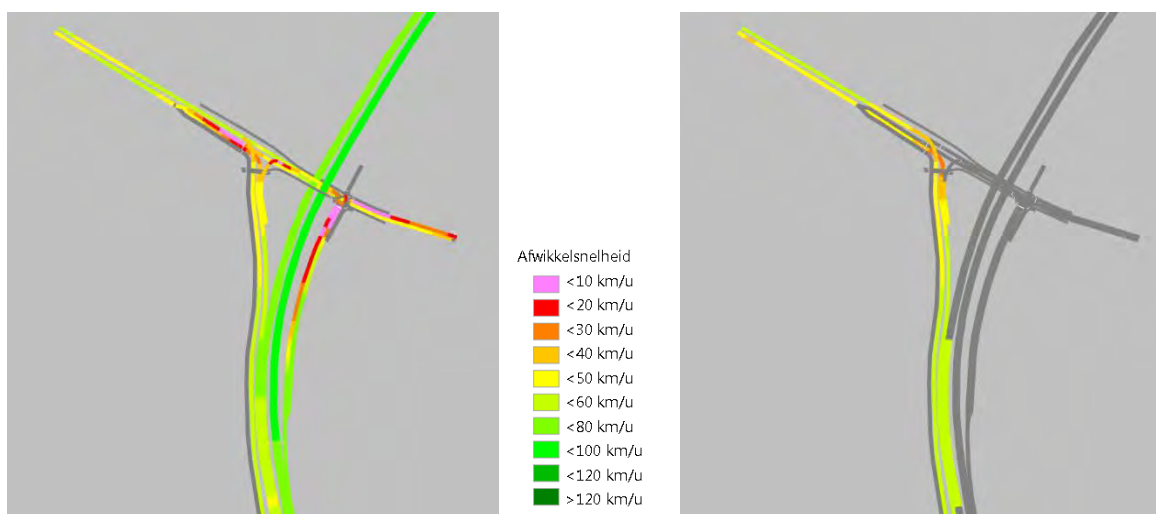 Afwikkelsnelheid
<10 km/u
<20 km/u
<30 km/u
<40 km/u
<50 km/u
<60 km/u
<80 km/u
<100 km/u
<120 km/u
>120 km/u